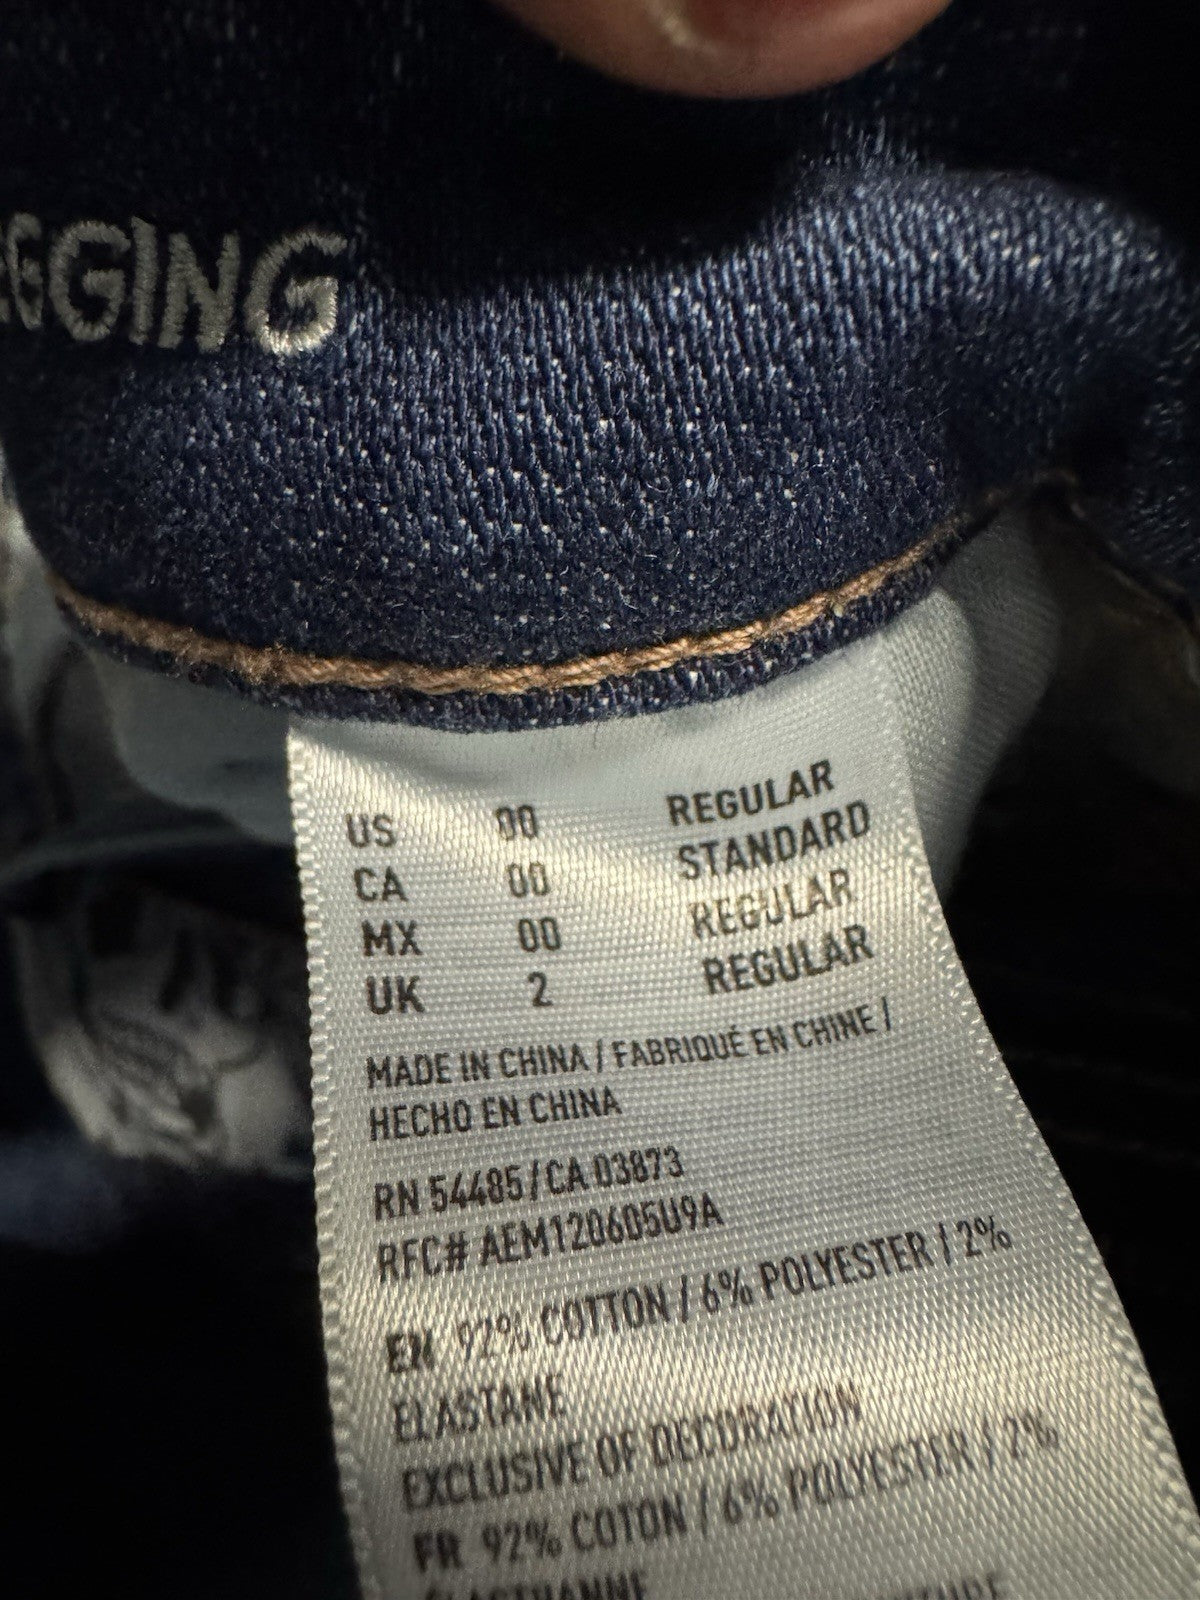 EGGING
US 00 REGULAR
CA 00 STANDARD
MX 00 REGULAR
UK 2 REGULAR
MADE IN CHINA / FABRIQUÉ EN CHINE /
HECHO EN CHINA
RN 54485 / CA 03873
RFC# AEM120605U9A
EN 92% COTTON / 6% POLYESTER / 2%
ELASTANE
EXCLUSIVE OF DECORATION
FR 92% COTON / 6% POLYESTER / 2%